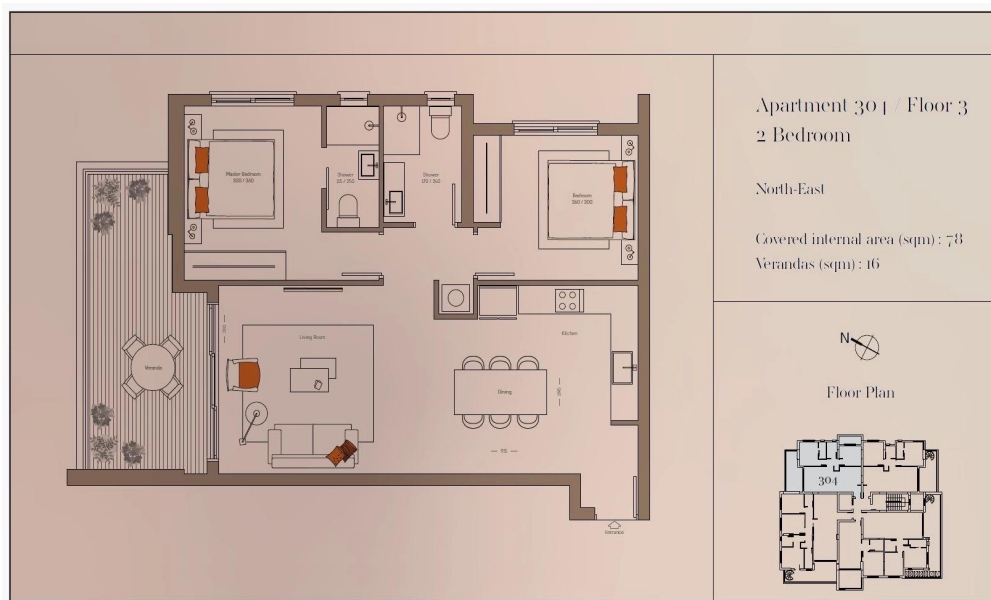 Apartment 304 / Floor 3
2 Bedroom
North-East
Covered internal area (sqm) : 78
Verandas (sqm) : 16
N
Floor Plan
304
Master Bedroom
Shower
Shower
Bedroom
Living Room
Kitchen
Veranda
Dining
Entrance